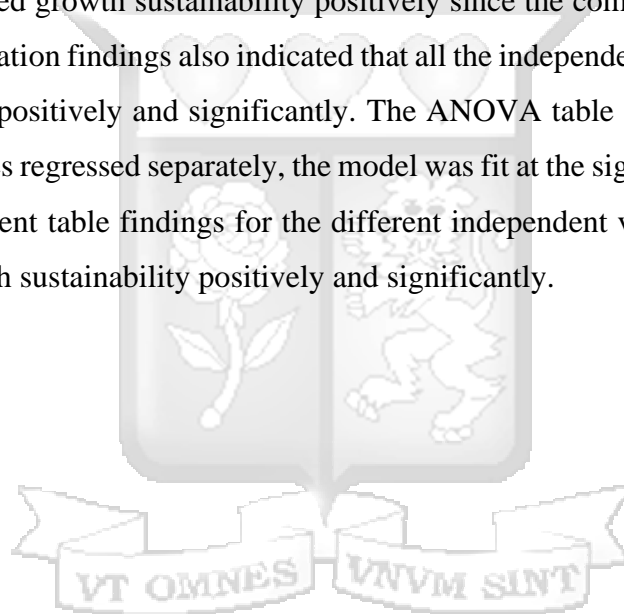 ed growth sustainability positively since the com
ation findings also indicated that all the independe
positively and significantly. The ANOVA table
es regressed separately, the model was fit at the sig
ent table findings for the different independent v
h sustainability positively and significantly.
VT OMNES VNVM SINT